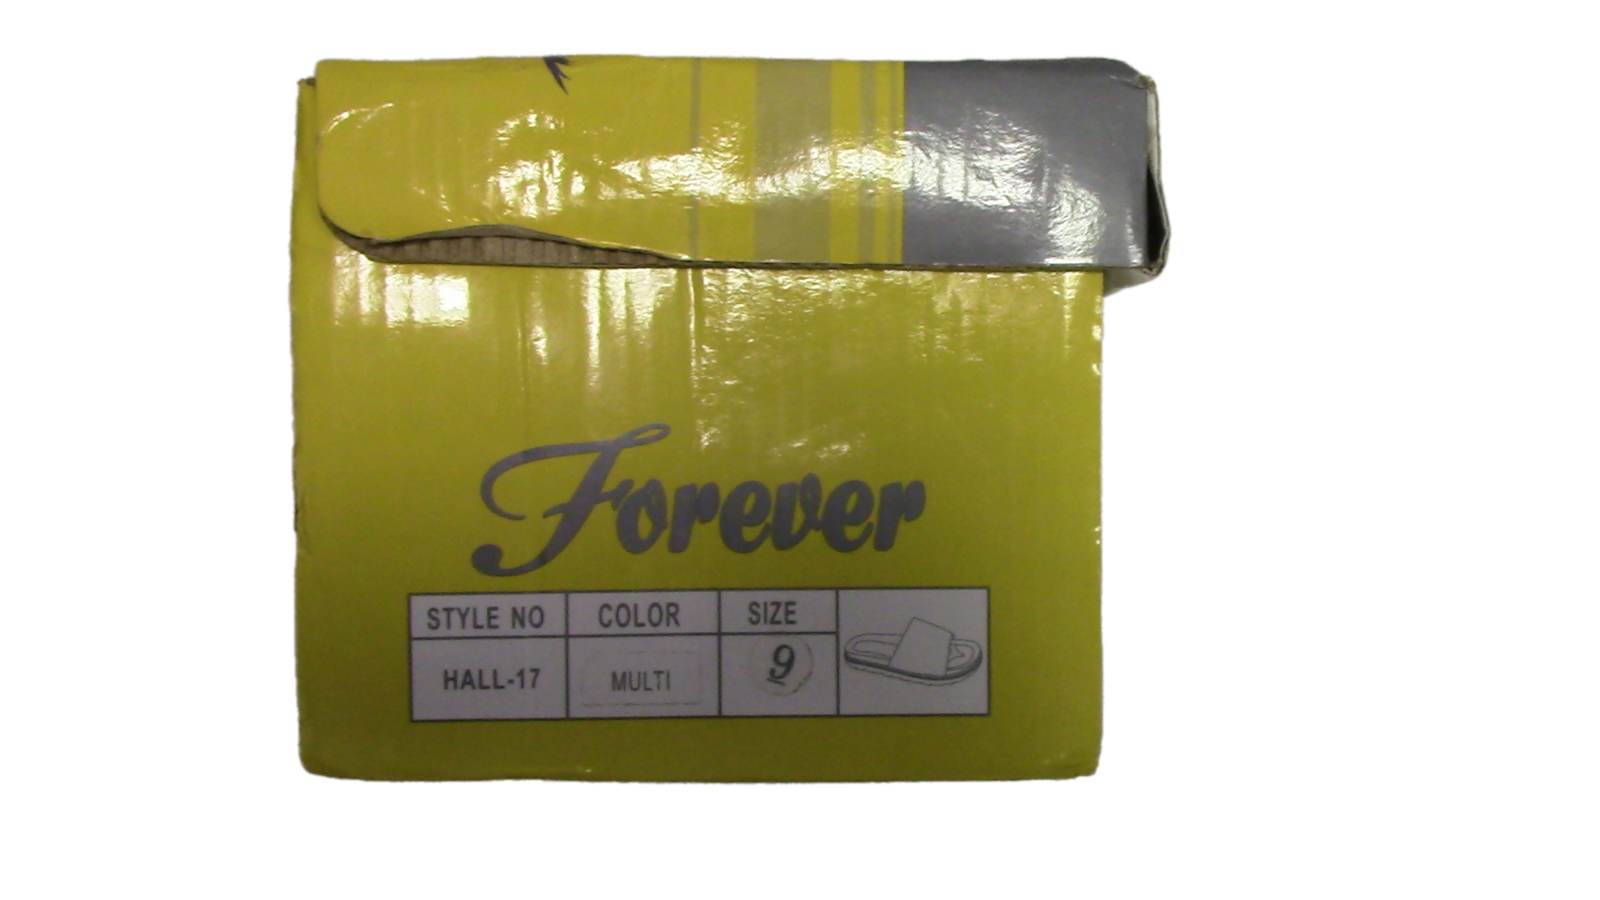 Forever
STYLE NO COLOR SIZE
HALL-17 MULTI 9